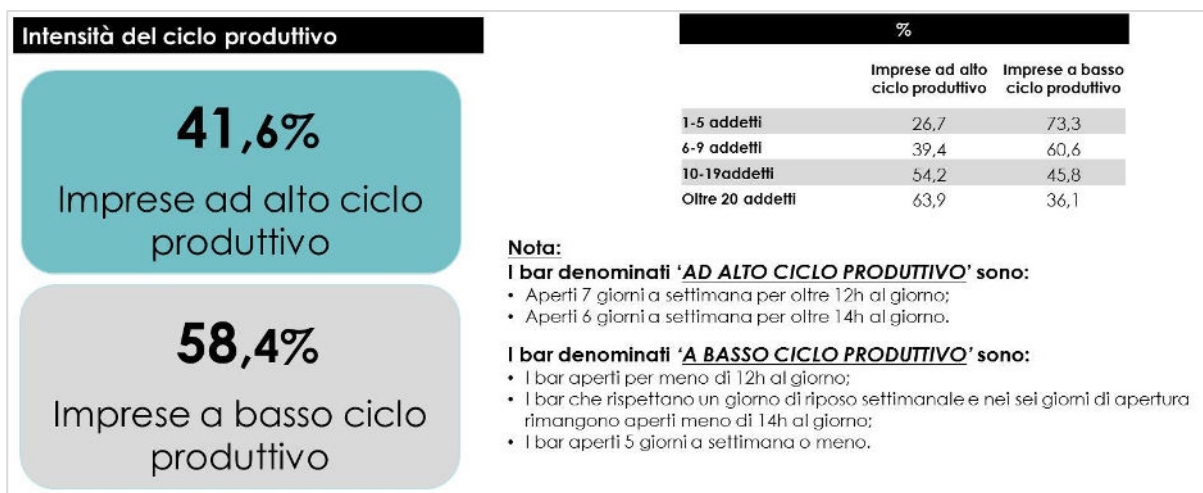 Intensità del ciclo produttivo
41,6%
Imprese ad alto ciclo
produttivo
58,4%
Imprese a basso ciclo
produttivo
%
Imprese ad alto Imprese a basso
ciclo produttivo ciclo produttivo
1-5 addetti 26,7 73,3
6-9 addetti 39,4 60,6
10-19addetti 54,2 45,8
Oltre 20 addetti 63,9 36,1
Nota:
I bar denominati ‘AD ALTO CICLO PRODUTTIVO’ sono:
• Aperti 7 giorni a settimana per oltre 12h al giorno;
• Aperti 6 giorni a settimana per oltre 14h al giorno.
I bar denominati ‘A BASSO CICLO PRODUTTIVO’ sono:
• I bar aperti per meno di 12h al giorno;
• I bar che rispettano un giorno di riposo settimanale e nei sei giorni di apertura
rimangono aperti meno di 14h al giorno;
• I bar aperti 5 giorni a settimana o meno.